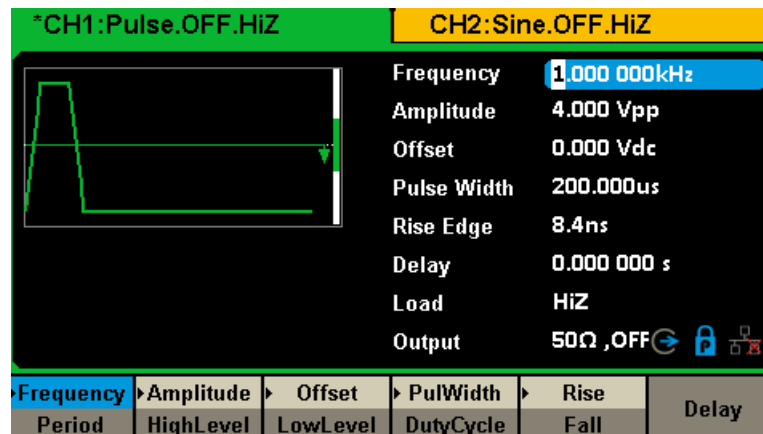 *CH1:Pulse.OFF.HiZ CH2:Sine.OFF.HiZ
Frequency 1.000 000kHz
Amplitude 4.000 Vpp
Offset 0.000 Vdc
Pulse Width 200.000us
Rise Edge 8.4ns
Delay 0.000 000 s
Load HiZ
Output 50Ω ,OFF P
Frequency Amplitude Offset PulWidth Rise Delay
Period HighLevel LowLevel DutyCycle Fall